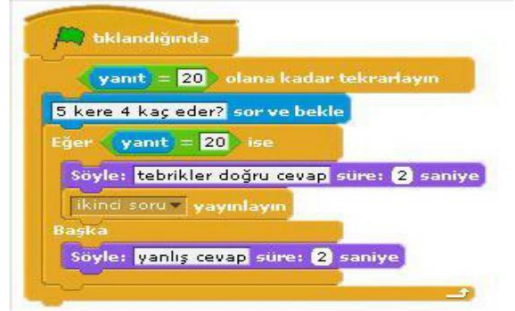 tıklandığında
yanıt = 20 olana kadar tekrarlayın
5 kere 4 kaç eder? sor ve bekle
Eğer yanıt = 20 ise
Söyle: tebrikler doğru cevap süre: 2 saniye
ikinci soru yayınlayın
Başka
Söyle: yanlış cevap süre: 2 saniye